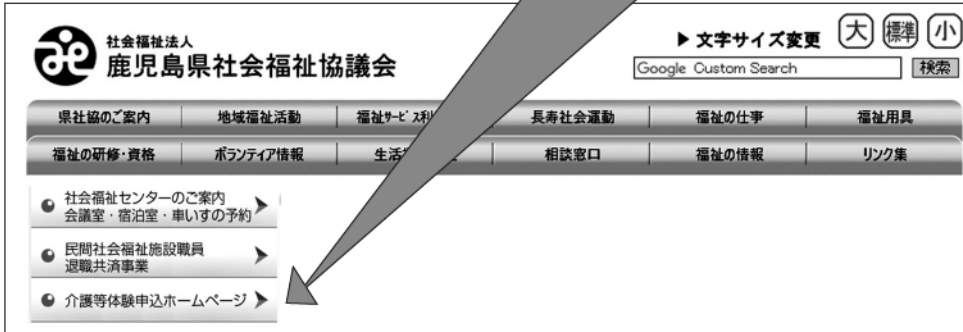 社会福祉法人
鹿児島県社会福祉協議会
▶ 文字サイズ変更 大 標準 小
Google Custom Search 検索
県社協のご案内 地域福祉活動 福祉サービス利 長寿社会運動 福祉の仕事 福祉用具
福祉の研修・資格 ボランティア情報 生活 相談窓口 福祉の情報 リンク集
社会福祉センターのご案内
会議室・宿泊室・車いすの予約
民間社会福祉施設職員
退職共済事業
介護等体験申込ホームページ